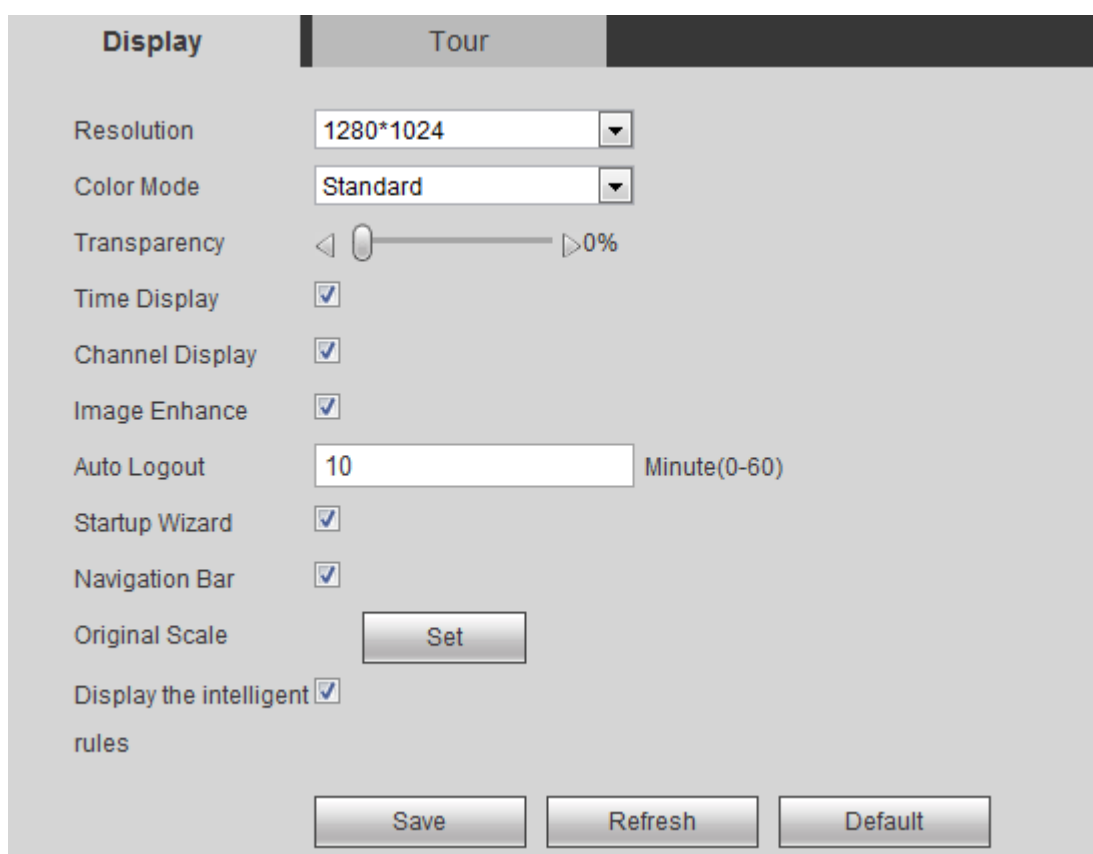 Display Tour
Resolution 1280*1024
Color Mode Standard
Transparency 0%
Time Display
Channel Display
Image Enhance
Auto Logout 10 Minute(0-60)
Startup Wizard
Navigation Bar
Original Scale Set
Display the intelligent
rules
Save Refresh Default